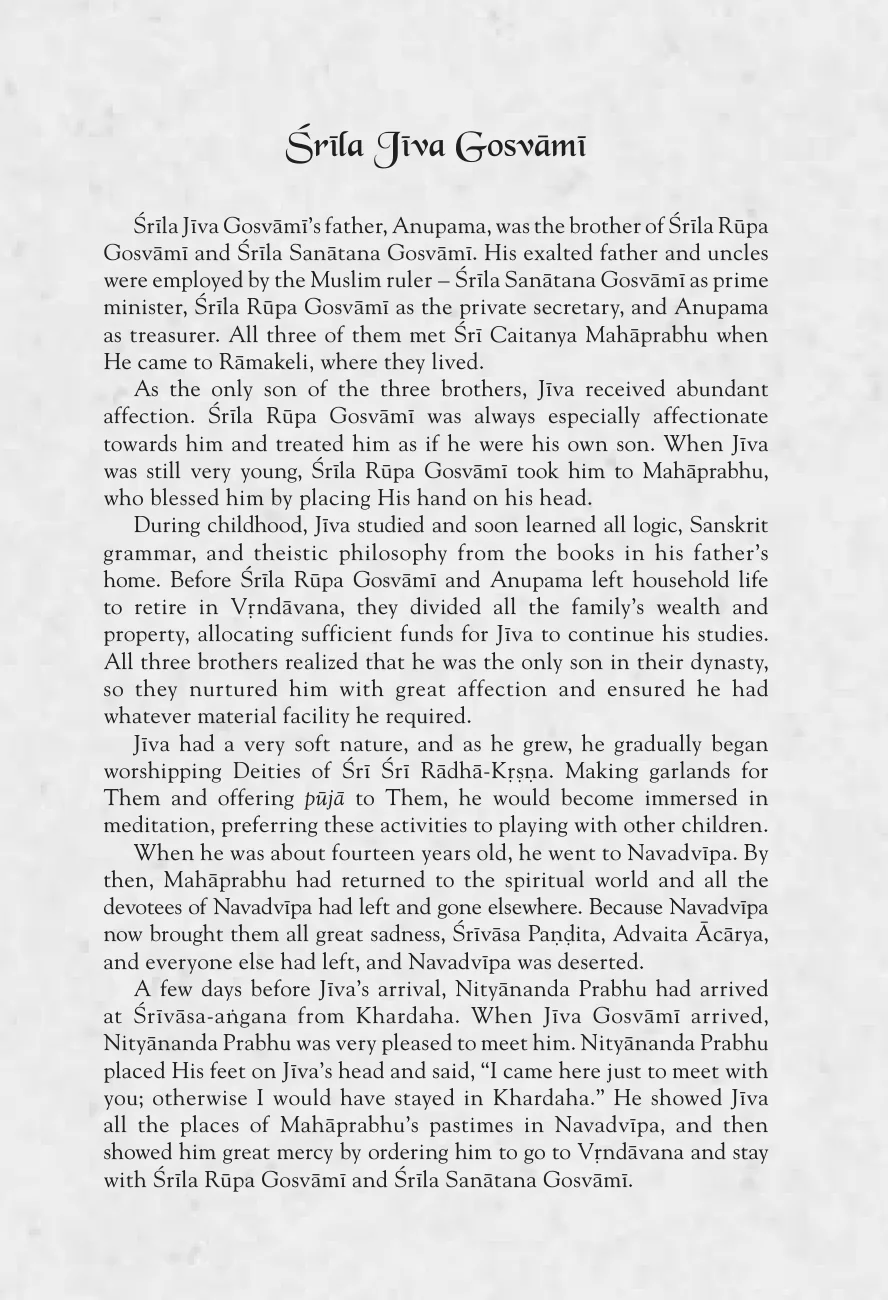 Śrīla Jīva Gosvāmī
Śrīla Jīva Gosvāmī’s father, Anupama, was the brother of Śrīla Rūpa
Gosvāmī and Śrīla Sanātana Gosvāmī. His exalted father and uncles
were employed by the Muslim ruler – Śrīla Sanātana Gosvāmī as prime
minister, Śrīla Rūpa Gosvāmī as the private secretary, and Anupama
as treasurer. All three of them met Śrī Caitanya Mahāprabhu when
He came to Rāmakeli, where they lived.
As the only son of the three brothers, Jīva received abundant
affection. Śrīla Rūpa Gosvāmī was always especially affectionate
towards him and treated him as if he were his own son. When Jīva
was still very young, Śrīla Rūpa Gosvāmī took him to Mahāprabhu,
who blessed him by placing His hand on his head.
During childhood, Jīva studied and soon learned all logic, Sanskrit
grammar, and theistic philosophy from the books in his father’s
home. Before Śrīla Rūpa Gosvāmī and Anupama left household life
to retire in Vṛndāvana, they divided all the family’s wealth and
property, allocating sufficient funds for Jīva to continue his studies.
All three brothers realized that he was the only son in their dynasty,
so they nurtured him with great affection and ensured he had
whatever material facility he required.
Jīva had a very soft nature, and as he grew, he gradually began
worshipping Deities of Śrī Śrī Rādhā-Kṛṣṇa. Making garlands for
Them and offering pūjā to Them, he would become immersed in
meditation, preferring these activities to playing with other children.
When he was about fourteen years old, he went to Navadvīpa. By
then, Mahāprabhu had returned to the spiritual world and all the
devotees of Navadvīpa had left and gone elsewhere. Because Navadvīpa
now brought them all great sadness, Śrīvāsa Paṇḍita, Advaita Ācārya,
and everyone else had left, and Navadvīpa was deserted.
A few days before Jīva’s arrival, Nityānanda Prabhu had arrived
at Śrīvāsa-aṅgana from Khardaha. When Jīva Gosvāmī arrived,
Nityānanda Prabhu was very pleased to meet him. Nityānanda Prabhu
placed His feet on Jīva’s head and said, “I came here just to meet with
you; otherwise I would have stayed in Khardaha.” He showed Jīva
all the places of Mahāprabhu’s pastimes in Navadvīpa, and then
showed him great mercy by ordering him to go to Vṛndāvana and stay
with Śrīla Rūpa Gosvāmī and Śrīla Sanātana Gosvāmī.